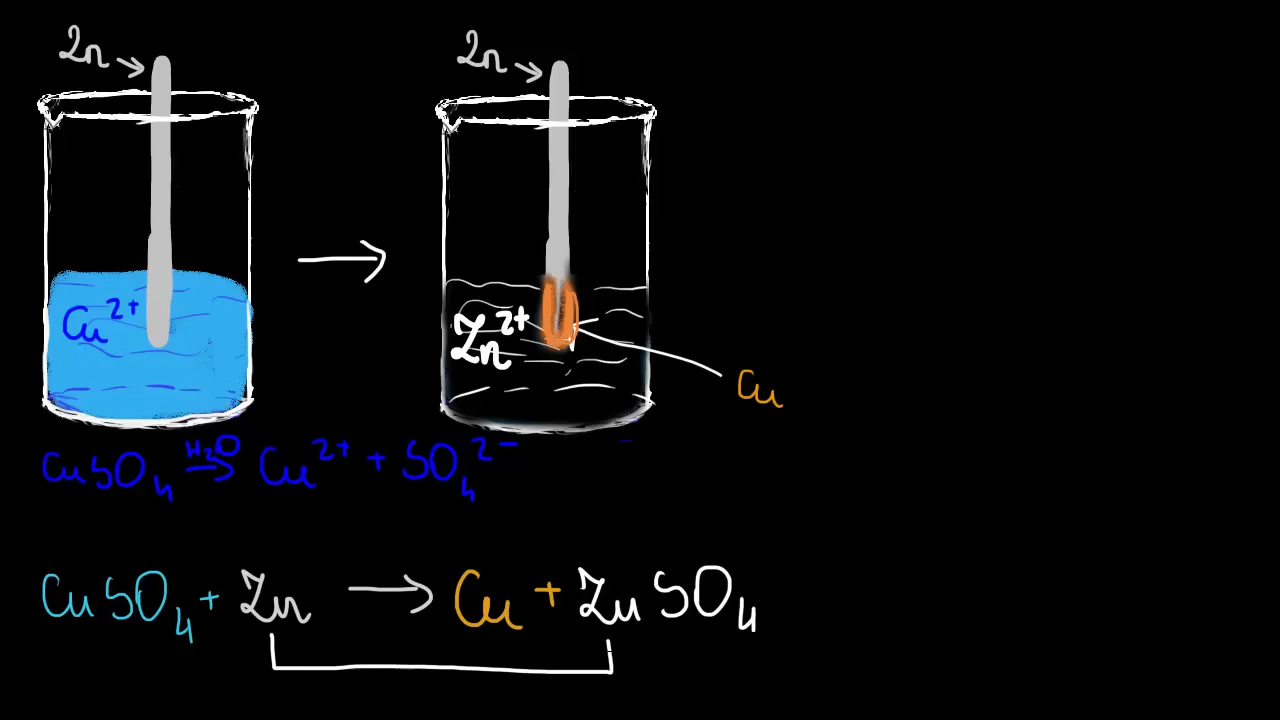 Zn → Zn →
Cu²⁺ → Zn²⁺
Cu
CuSO₄ H₂O → Cu²⁺ + SO₄²⁻
CuSO₄ + Zn → Cu + ZnSO₄